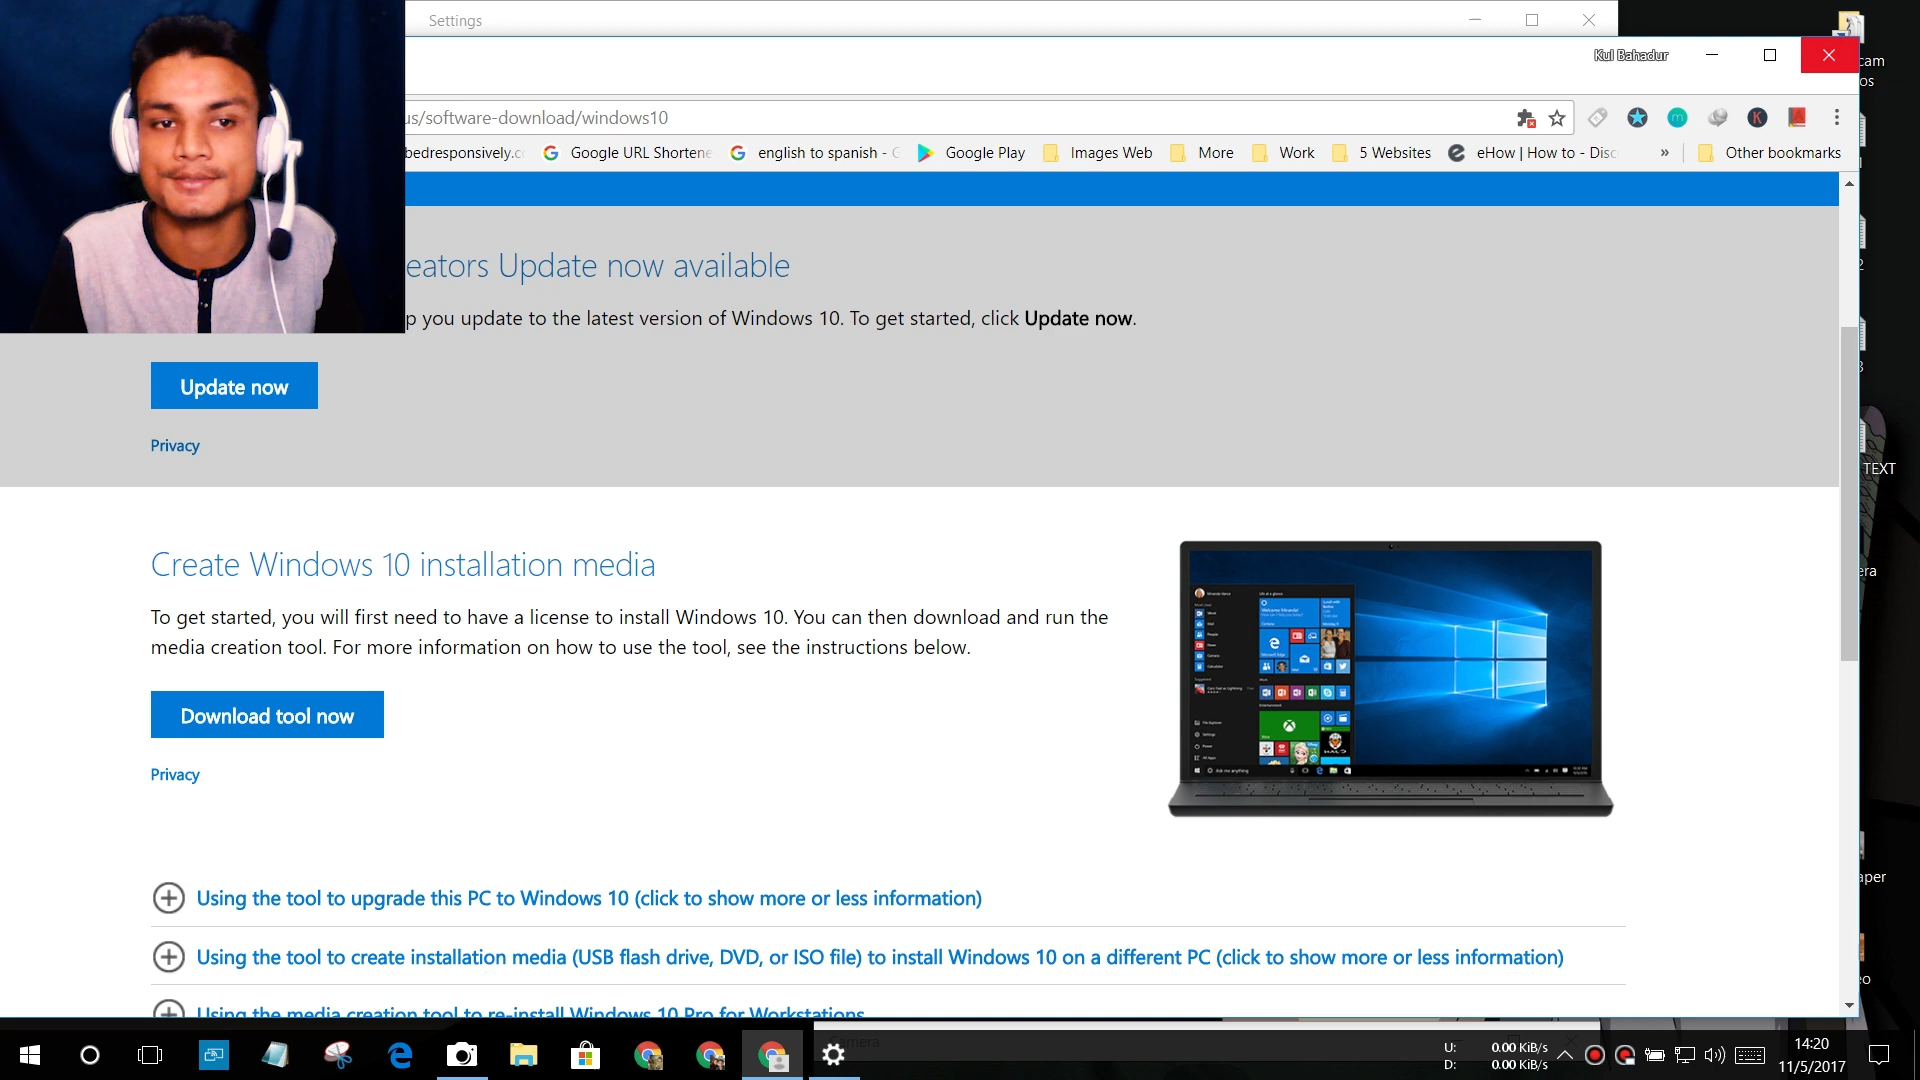 Settings
Kul Bahadur
us/software-download/windows10
bedresponsively.c
Google URL Shortene
english to spanish - G
Google Play
Images Web
More
Work
5 Websites
eHow | How to - Disc
»
Other bookmarks
eators Update now available
p you update to the latest version of Windows 10. To get started, click Update now.
Update now
Privacy
Create Windows 10 installation media
To get started, you will first need to have a license to install Windows 10. You can then download and run the
media creation tool. For more information on how to use the tool, see the instructions below.
Download tool now
Privacy
Using the tool to upgrade this PC to Windows 10 (click to show more or less information)
Using the tool to create installation media (USB flash drive, DVD, or ISO file) to install Windows 10 on a different PC (click to show more or less information)
Using the media creation tool to re-install Windows 10 Pro for Workstations
cam
os
2
3
TEXT
era
aper
eo
U: 0.00 KiB/s
D: 0.00 KiB/s
14:20
11/5/2017